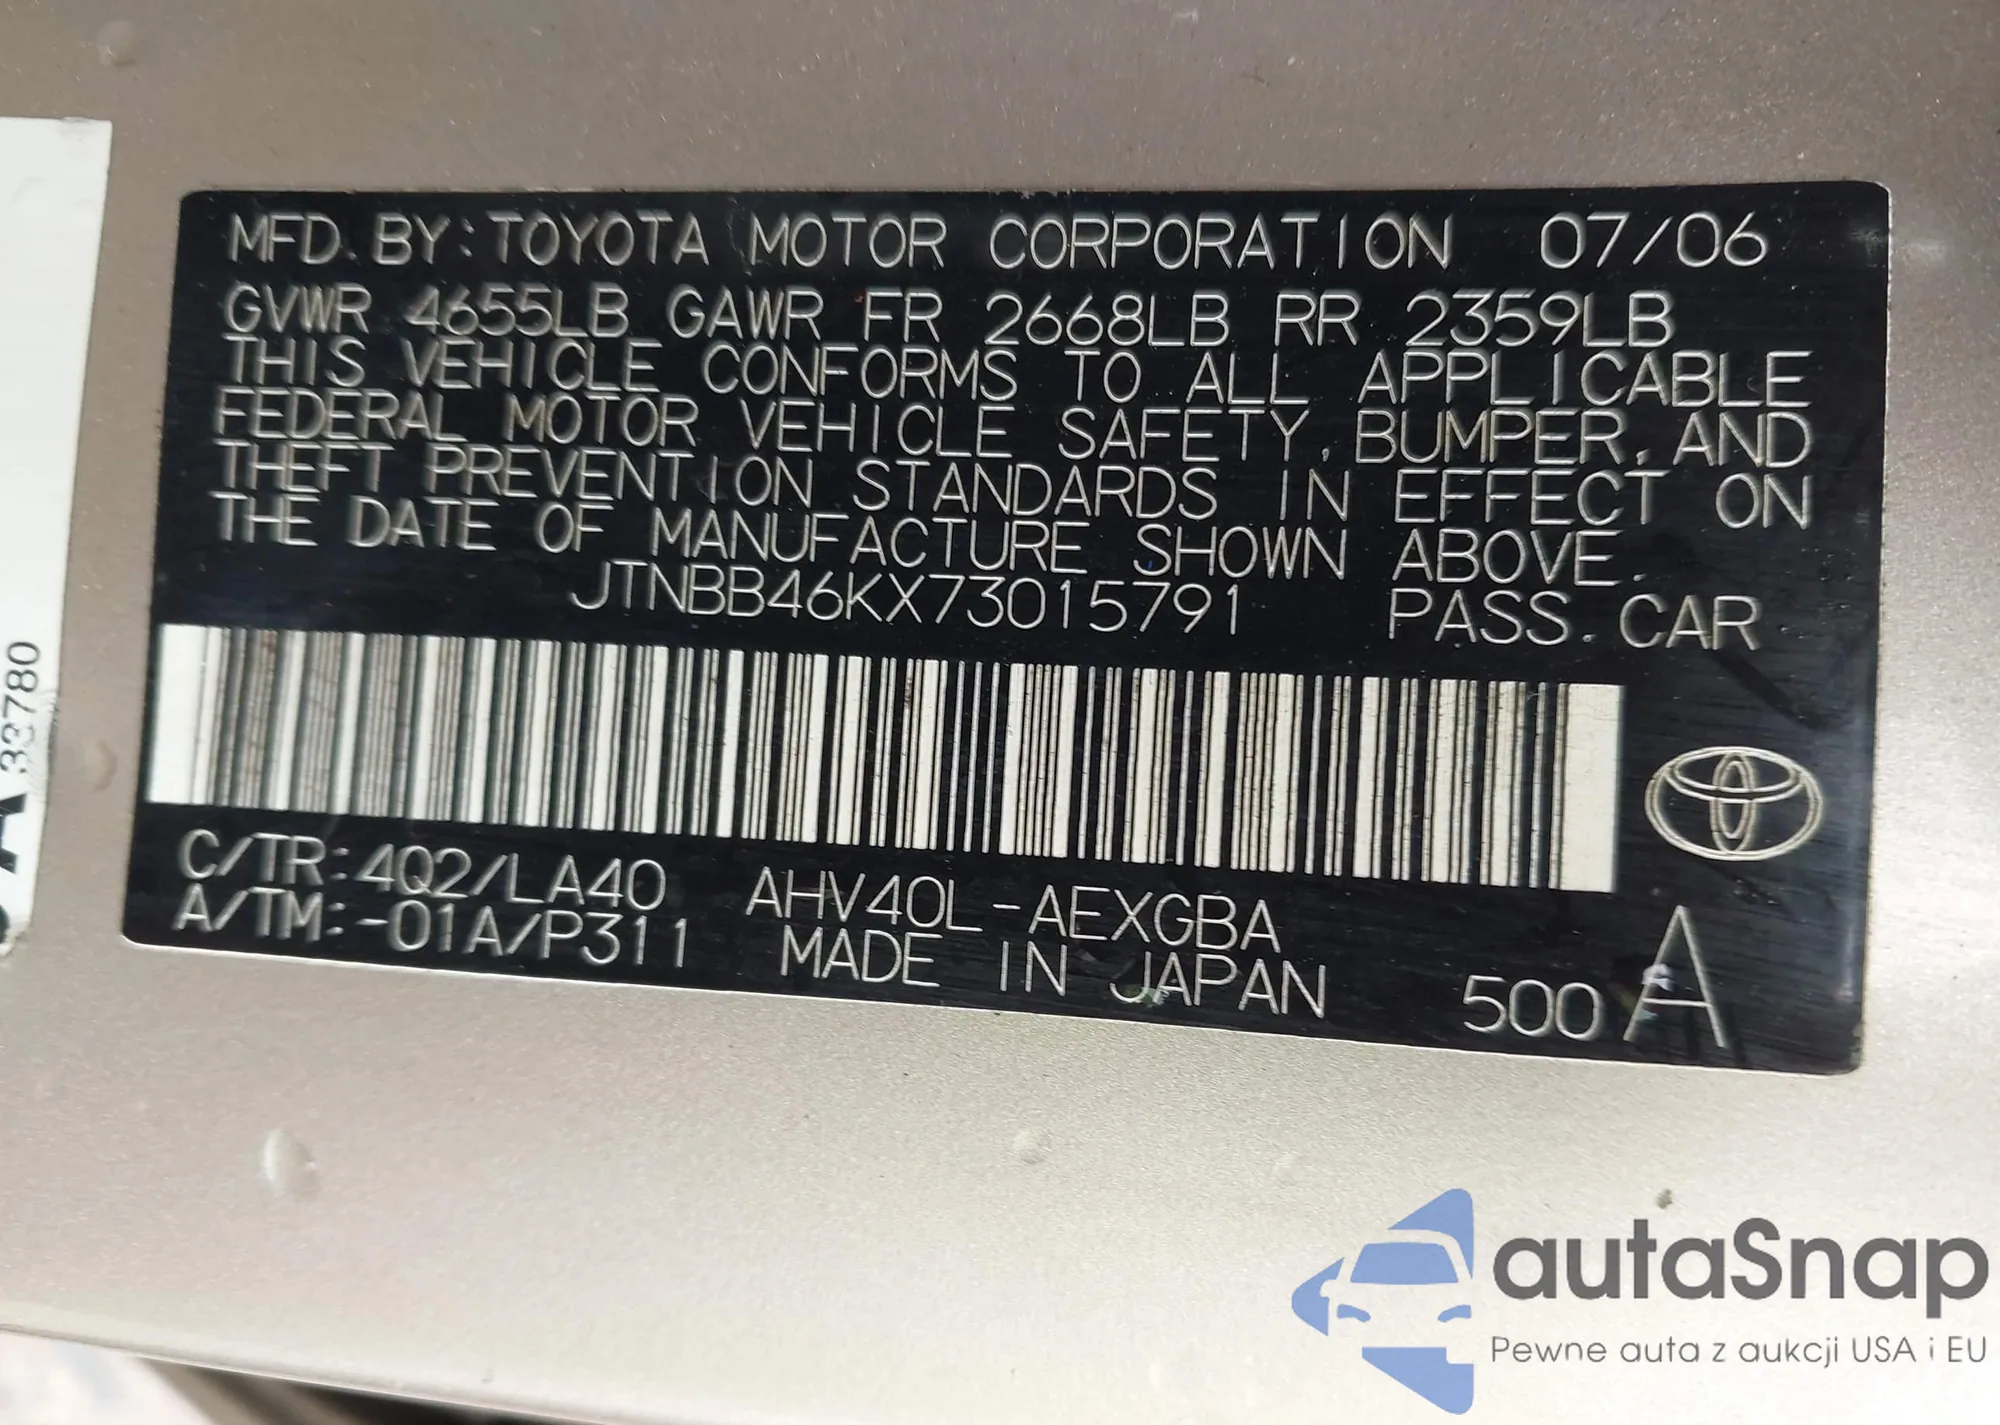 MFD. BY: TOYOTA MOTOR CORPORATION 07/06
GVWR 4655LB GAWR FR 2668LB RR 2359LB
THIS VEHICLE CONFORMS TO ALL APPLICABLE
FEDERAL MOTOR VEHICLE SAFETY, BUMPER, AND
THEFT PREVENTION STANDARDS IN EFFECT ON
THE DATE OF MANUFACTURE SHOWN ABOVE.
JTNBB46KX73015791 PASS. CAR
C/TR: 4Q2/LA40 AHV40L-AEXGBA
A/TM: -01A/P311 MADE IN JAPAN 500 A
A 33780
autaSnap
Pewne auta z aukcji USA i EU